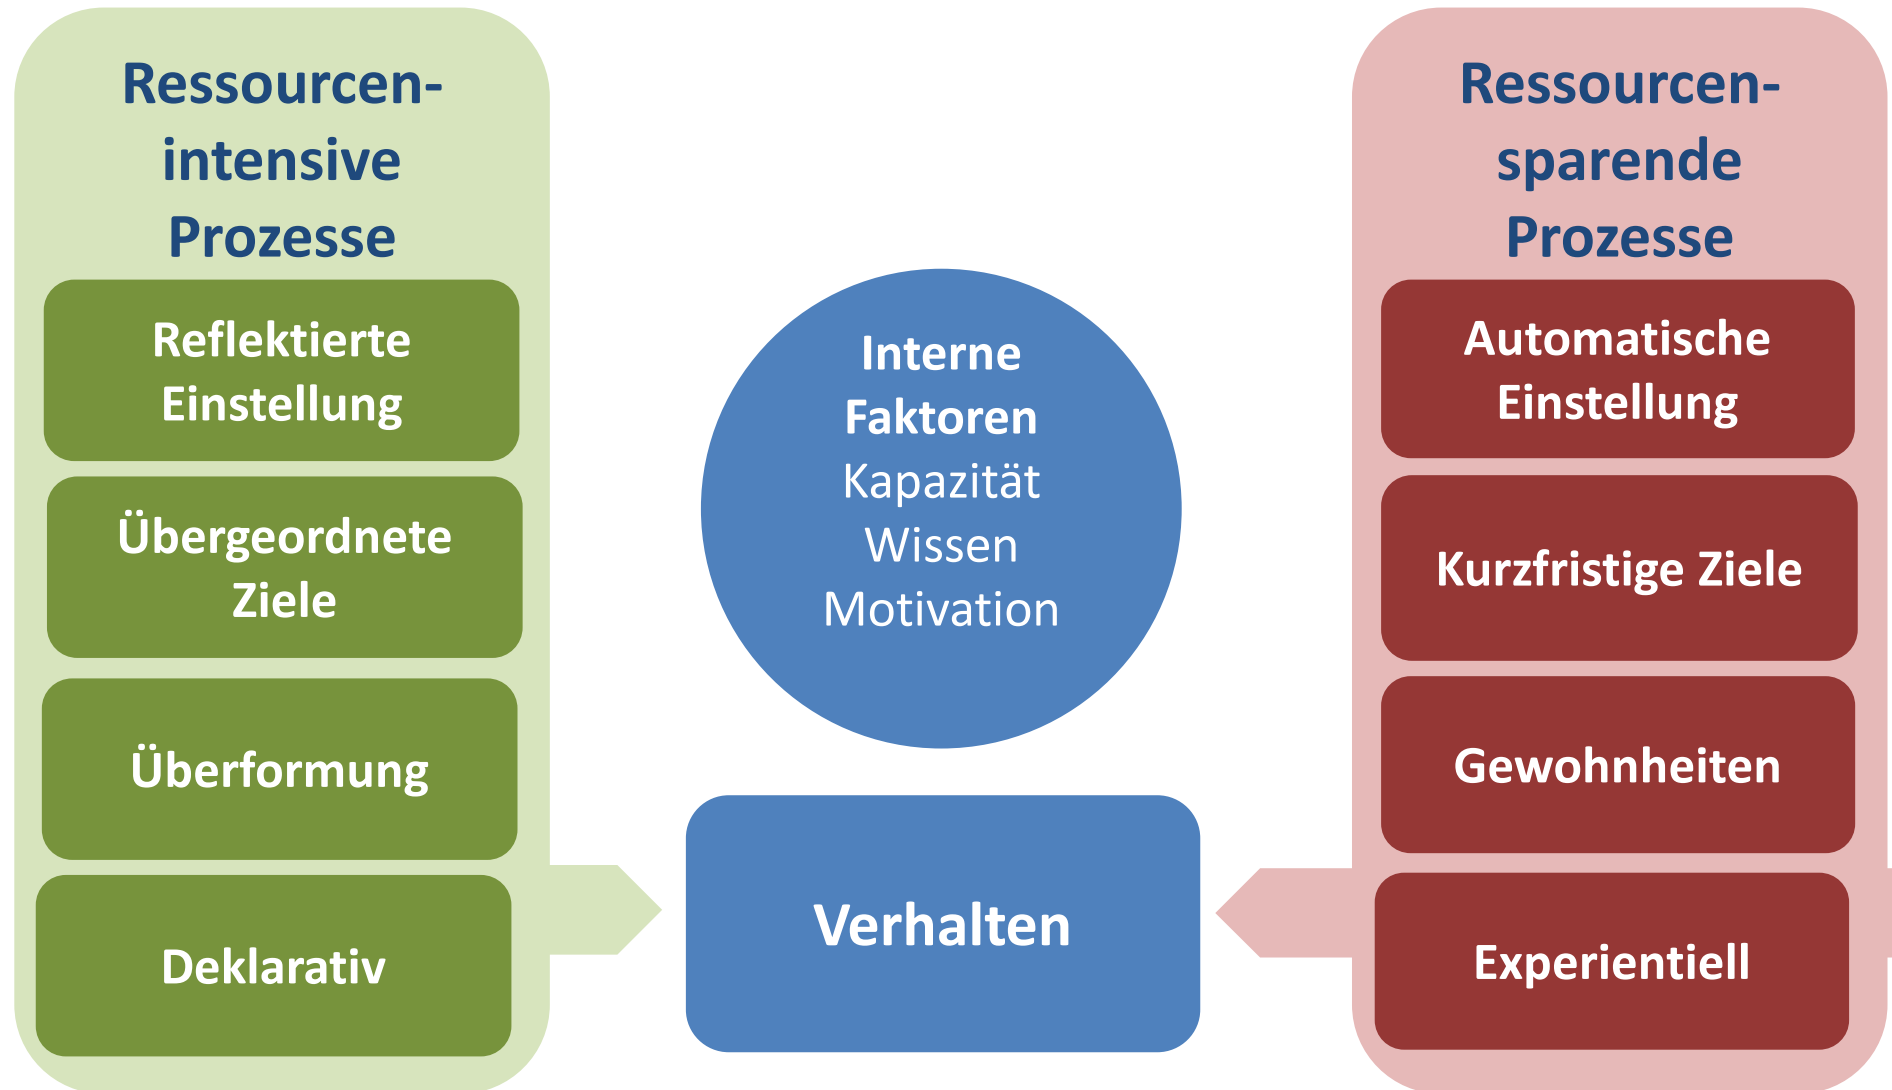 Ressourcen-
intensive
Prozesse
Reflektierte
Einstellung
Übergeordnete
Ziele
Überformung
Deklarativ
Interne
Faktoren
Kapazität
Wissen
Motivation
Verhalten
Ressourcen-
sparende
Prozesse
Automatische
Einstellung
Kurzfristige Ziele
Gewohnheiten
Experientiell